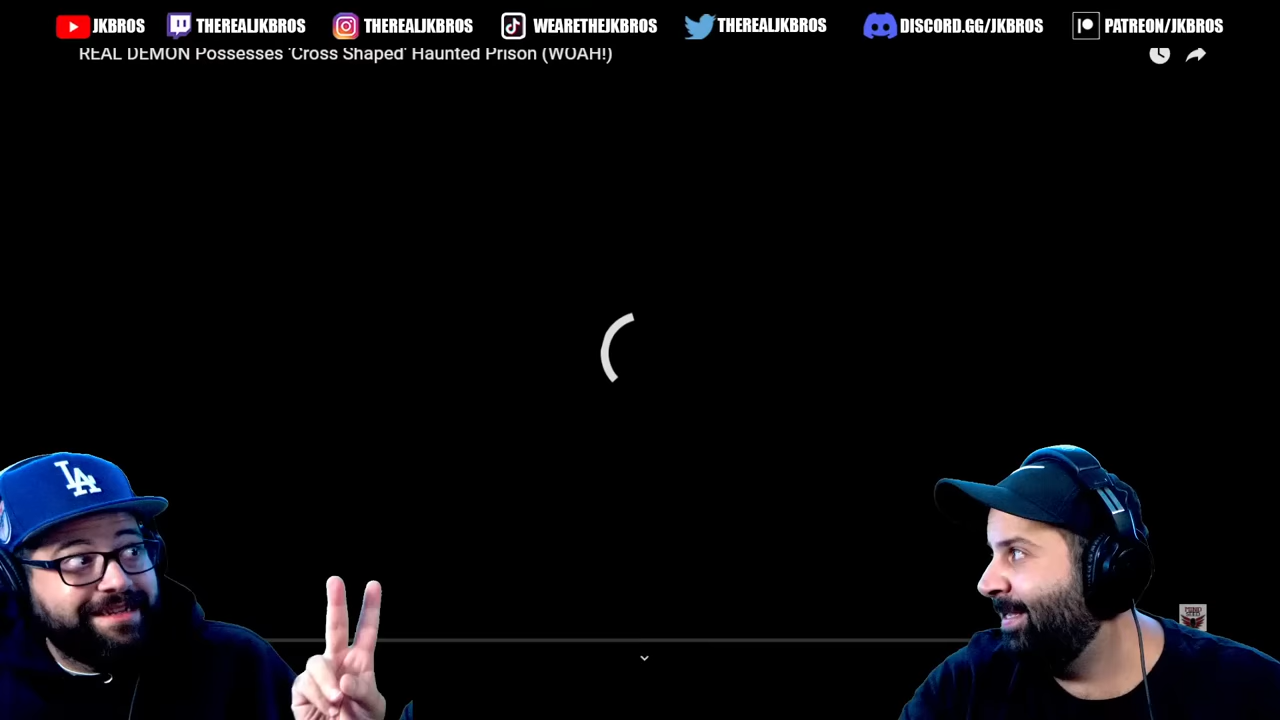 JKBROS THEREALJKBROS THEREALJKBROS WEARETHEJKBROS THEREALJKBROS DISCORD.GG/JKBROS PATREON/JKBROS
REAL DEMON Possesses 'Cross Shaped' Haunted Prison (WOAH!)
LA